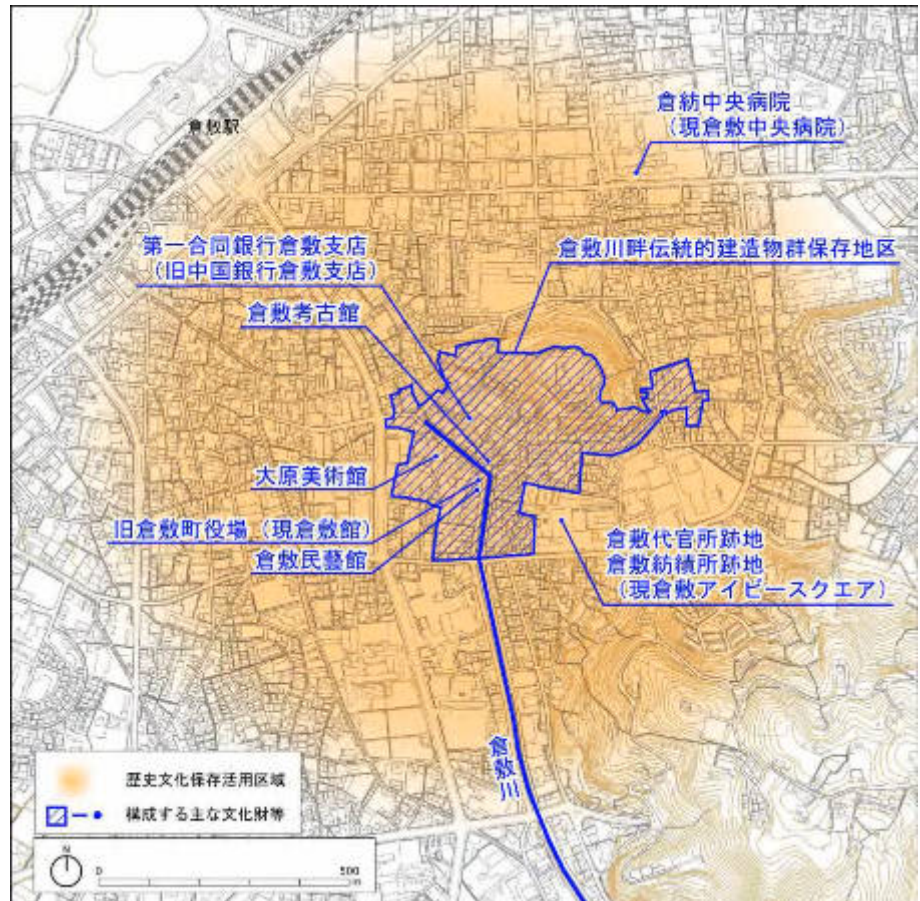 倉敷駅
倉紡中央病院
（現倉敷中央病院）
第一合同銀行倉敷支店
（旧中国銀行倉敷支店）
倉敷川畔伝統的建造物群保存地区
倉敷考古館
大原美術館
旧倉敷町役場（現倉敷館）
倉敷民藝館
倉敷代官所跡地
倉敷紡績所跡地
（現倉敷アイビースクエア）
倉敷川
歴史文化保存活用区域
構成する主な文化財等
N
0 500
m